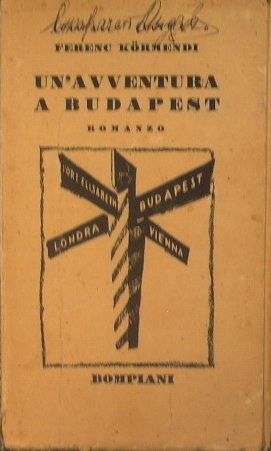 FERENC KÖRMENDI
UN'AVVENTURA
A BUDAPEST
ROMANZO
PORT ELISABETH
BUDAPEST
LONDRA
VIENNA
BOMPIANI